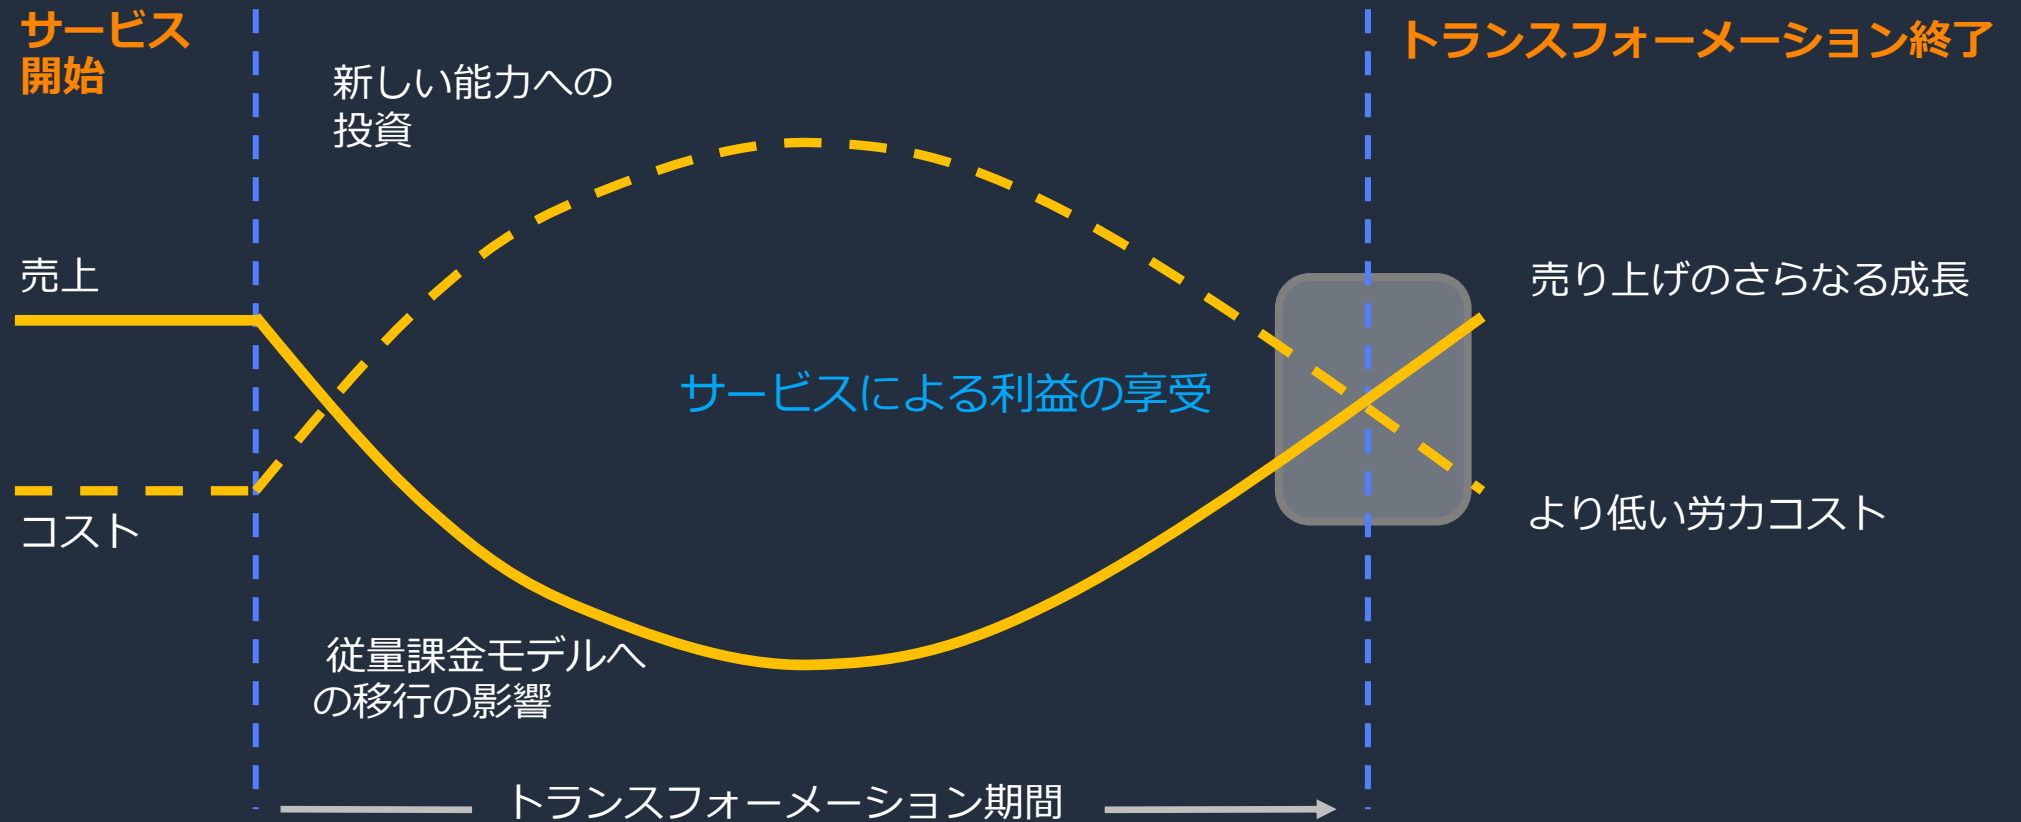 サービス
開始
トランスフォーメーション終了
新しい能力への
投資
売上
売り上げのさらなる成長
サービスによる利益の享受
コスト
より低い労力コスト
従量課金モデルへ
の移行の影響
トランスフォーメーション期間